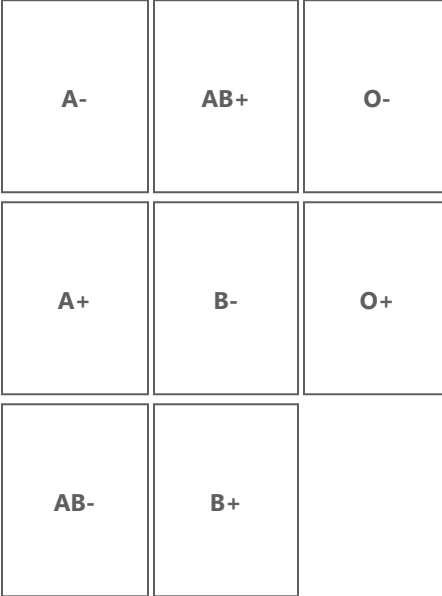 A-
AB+
O-
A+
B-
O+
AB-
B+